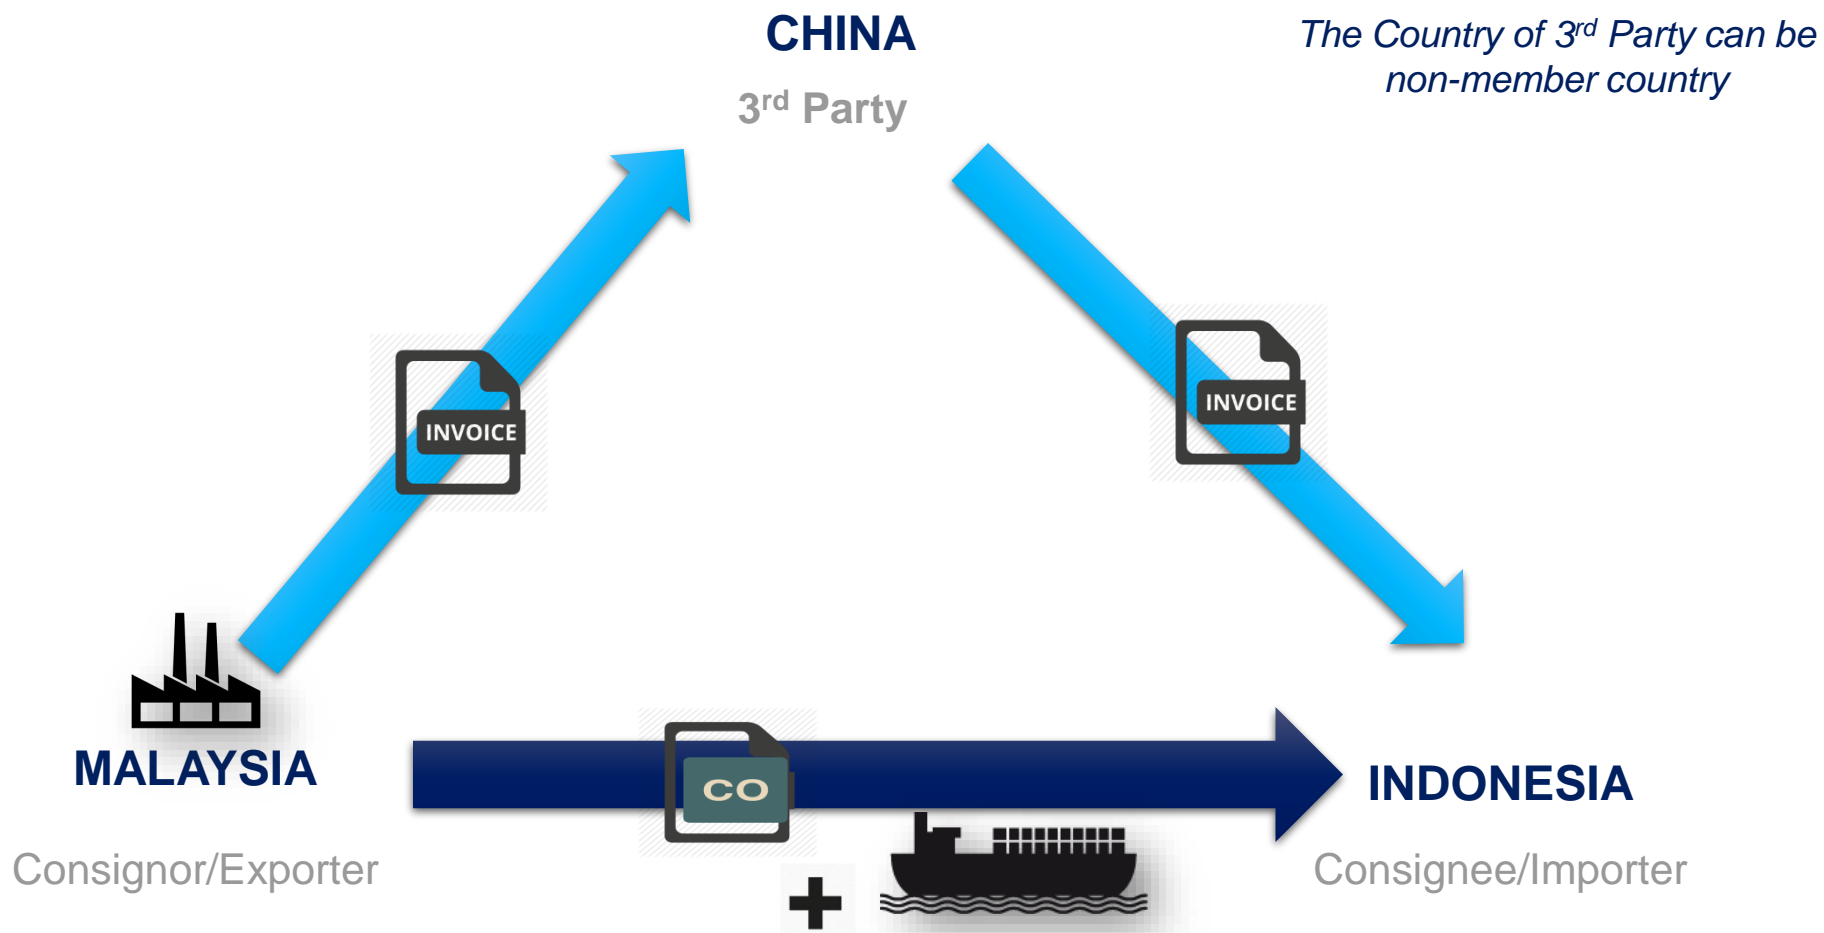 CHINA
3rd Party
The Country of 3rd Party can be
non-member country
INVOICE
INVOICE
MALAYSIA
CO
INDONESIA
Consignor/Exporter
Consignee/Importer